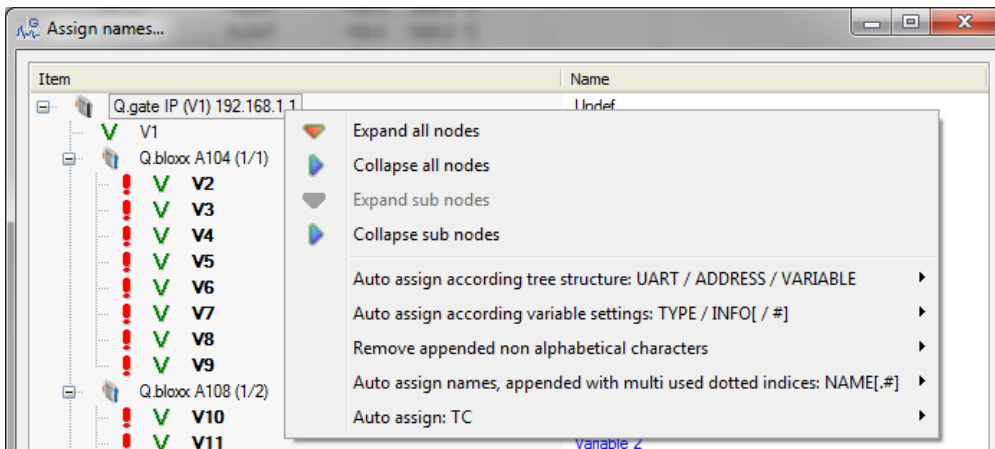 Assign names...
Item Name
Q.gate IP (V1) 192.168.1.1 Undef
V1
Expand all nodes
Q.bloxx A104 (1/1)
Collapse all nodes
V2
Expand sub nodes
V3
Collapse sub nodes
V4
V5
Auto assign according tree structure: UART / ADDRESS / VARIABLE
V6
Auto assign according variable settings: TYPE / INFO[ / #]
V7
Remove appended non alphabetical characters
V8
V9
Auto assign names, appended with multi used dotted indices: NAME[.#]
Q.bloxx A108 (1/2)
Auto assign: TC
V10
V11 Variable 2